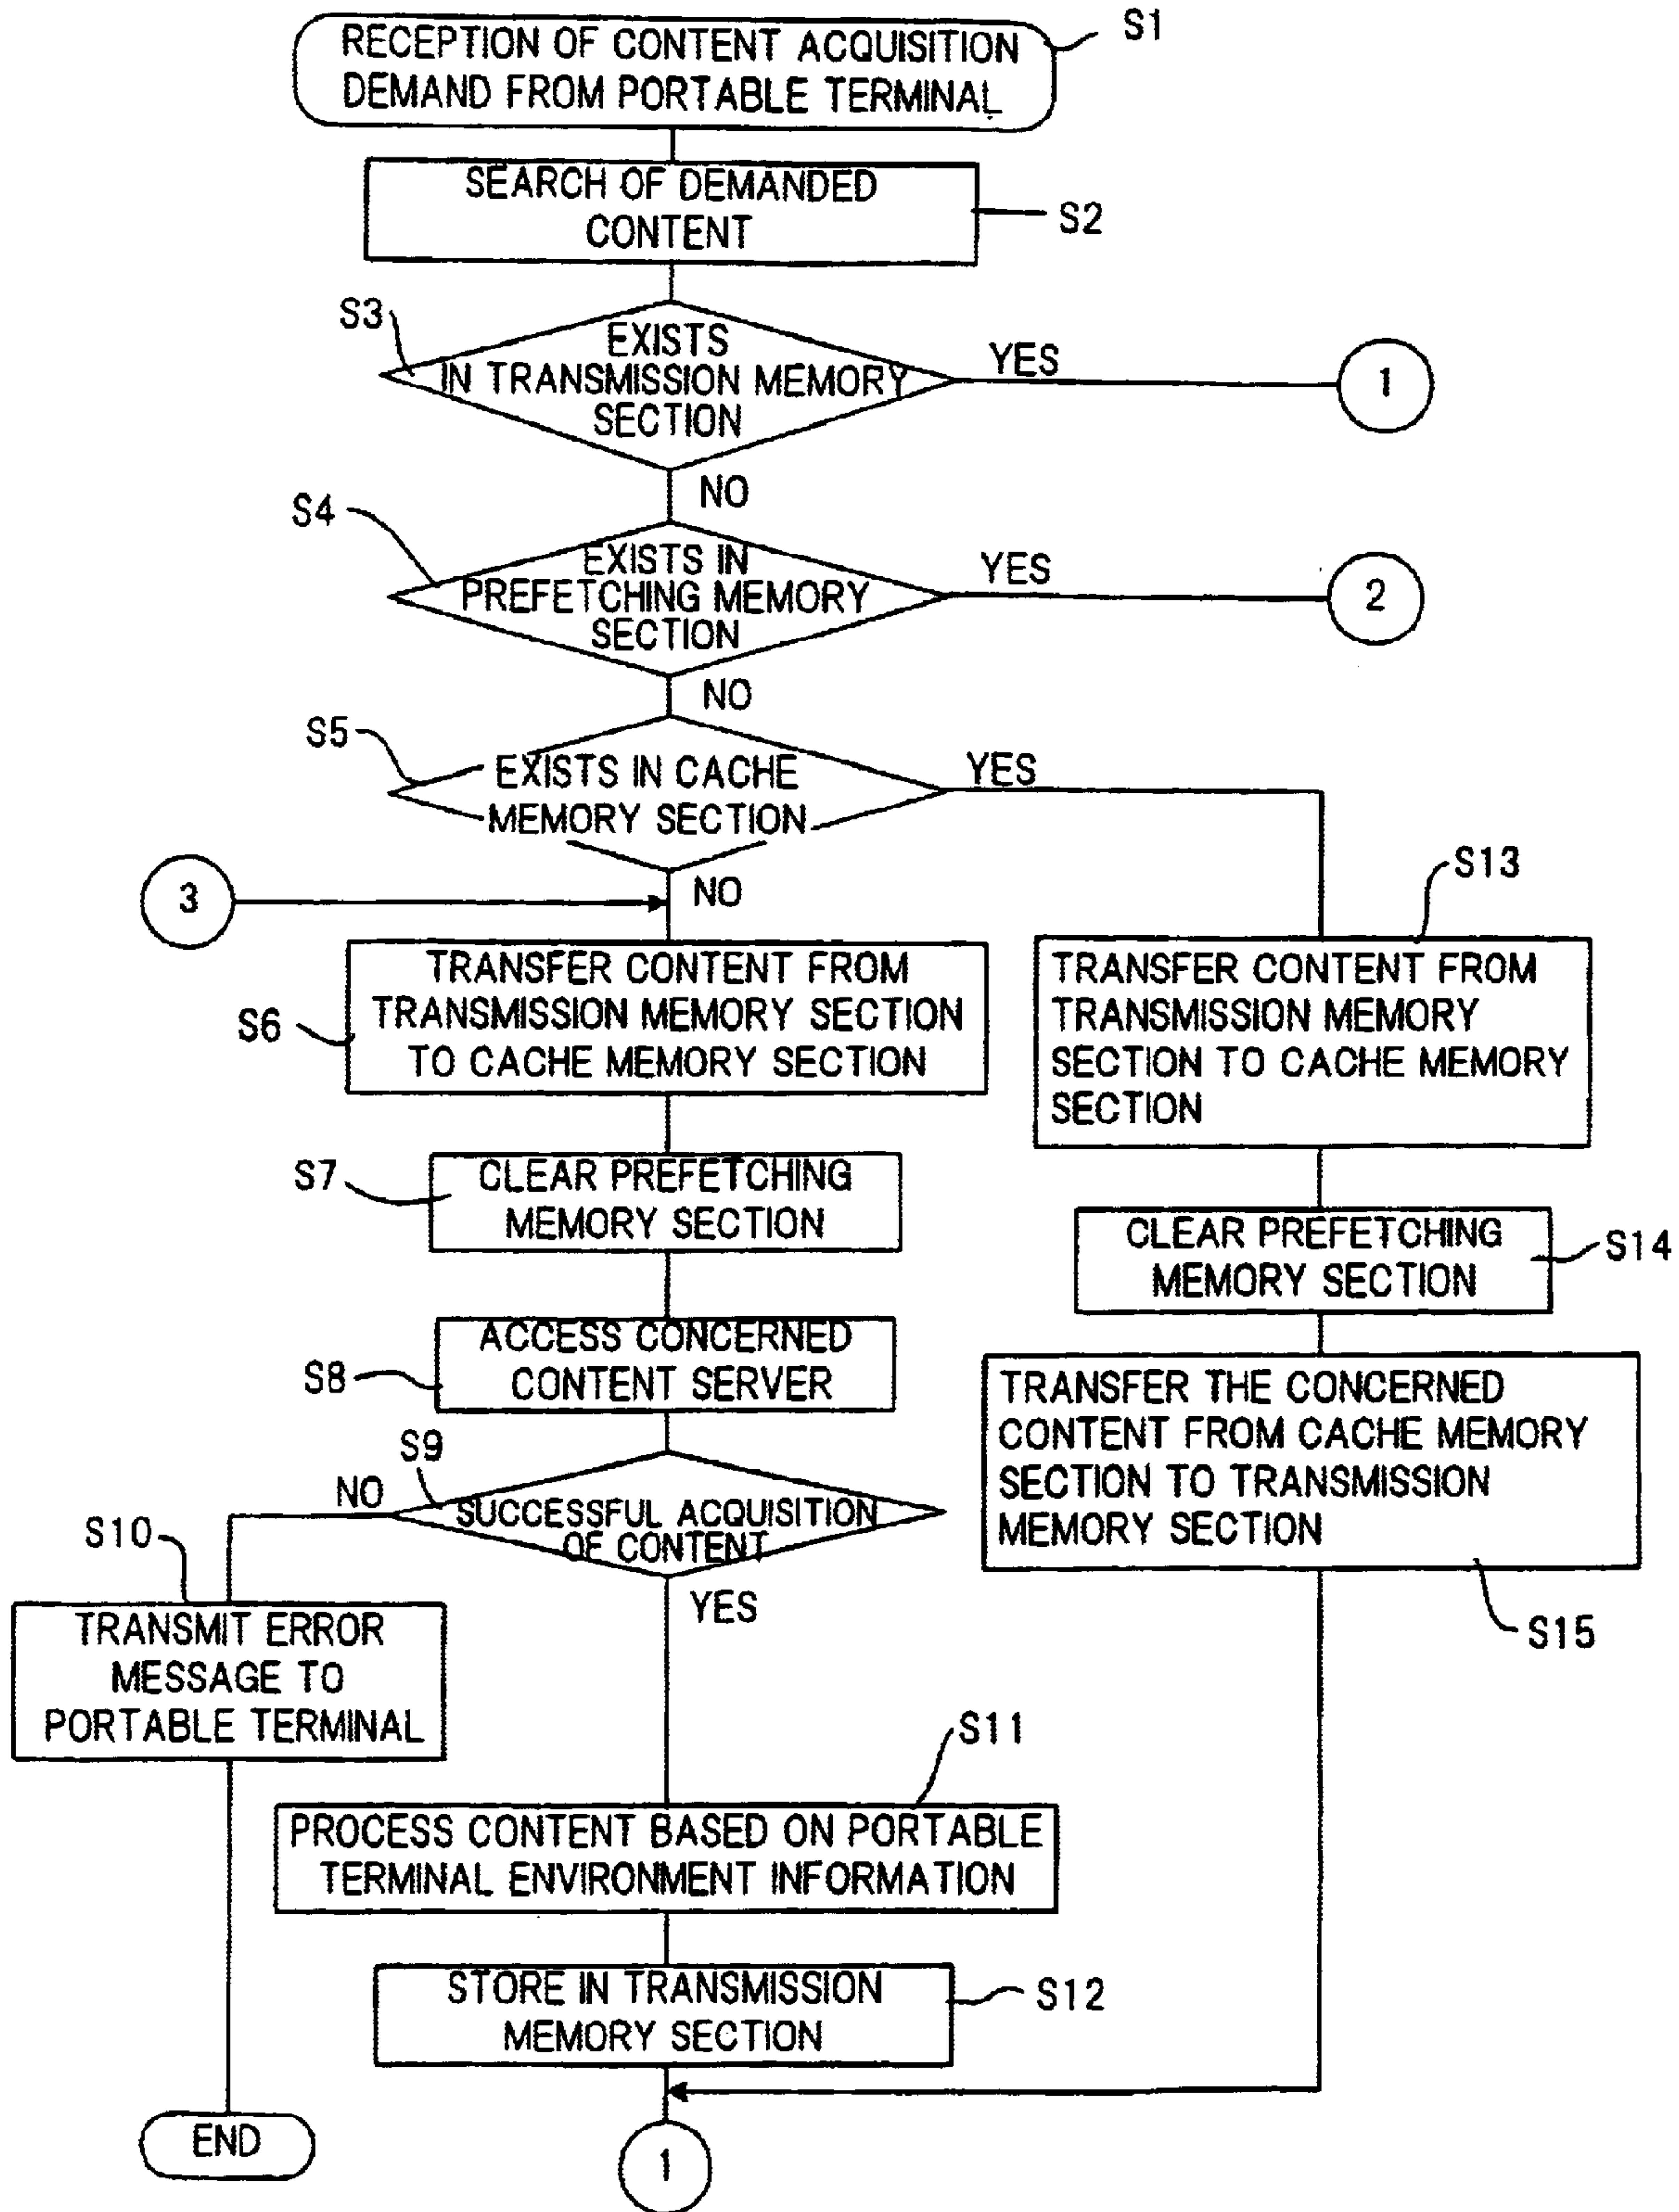 RECEPTION OF CONTENT ACQUISITION
DEMAND FROM PORTABLE TERMINAL
S1
SEARCH OF DEMANDED
CONTENT
S2
S3
EXISTS
IN TRANSMISSION MEMORY
SECTION
YES
1
NO
S4
EXISTS IN
PREFETCHING MEMORY
SECTION
YES
2
NO
S5
EXISTS IN CACHE
MEMORY SECTION
YES
3
NO
S6
TRANSFER CONTENT FROM
TRANSMISSION MEMORY SECTION
TO CACHE MEMORY SECTION
S13
TRANSFER CONTENT FROM
TRANSMISSION MEMORY
SECTION TO CACHE MEMORY
SECTION
S7
CLEAR PREFETCHING
MEMORY SECTION
CLEAR PREFETCHING
MEMORY SECTION
S14
S8
ACCESS CONCERNED
CONTENT SERVER
TRANSFER THE CONCERNED
CONTENT FROM CACHE MEMORY
SECTION TO TRANSMISSION
MEMORY SECTION
S15
S9
NO
SUCCESSFUL ACQUISITION
OF CONTENT
YES
S10
TRANSMIT ERROR
MESSAGE TO
PORTABLE TERMINAL
S11
PROCESS CONTENT BASED ON PORTABLE
TERMINAL ENVIRONMENT INFORMATION
STORE IN TRANSMISSION
MEMORY SECTION
S12
END
1